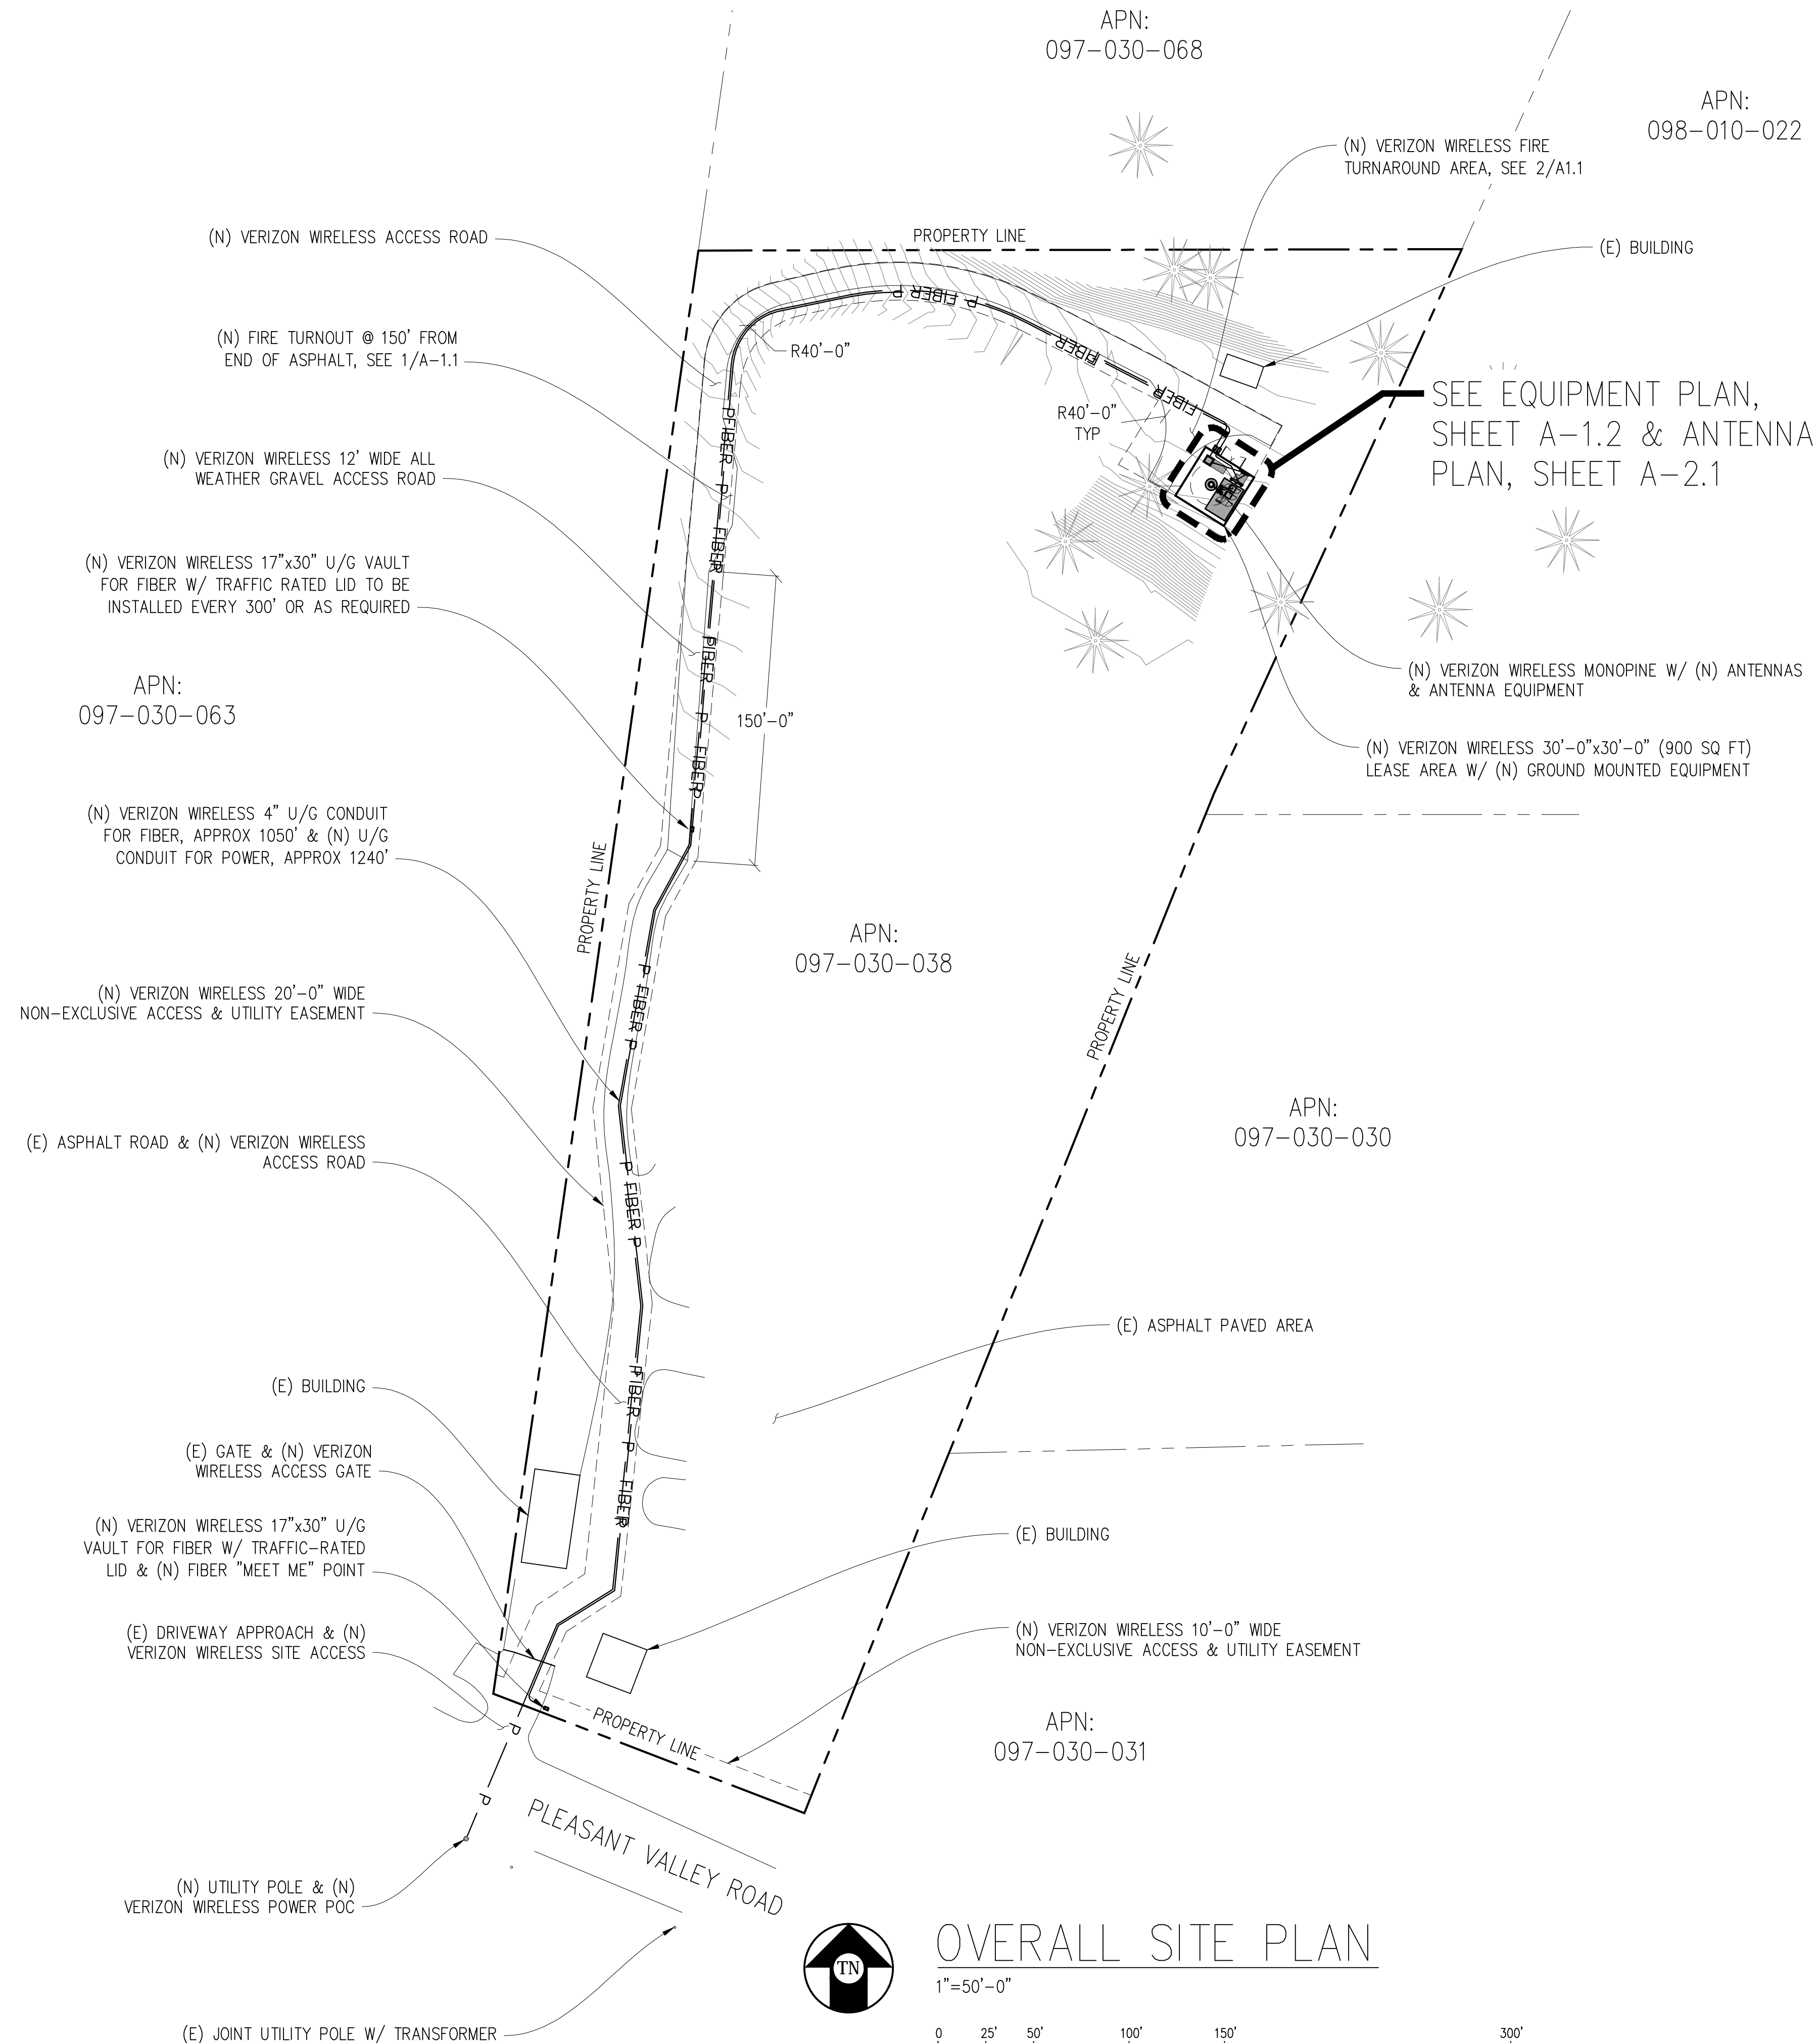 APN:
097-030-068
APN:
098-010-022
(N) VERIZON WIRELESS FIRE
TURNAROUND AREA, SEE 2/A1.1
(N) VERIZON WIRELESS ACCESS ROAD
PROPERTY LINE
(E) BUILDING
P FIBER P
(N) FIRE TURNOUT @ 150' FROM
END OF ASPHALT, SEE 1/A-1.1
R40'-0"
FIBER
FIBER
R40'-0"
TYP
SEE EQUIPMENT PLAN,
SHEET A-1.2 & ANTENNA
PLAN, SHEET A-2.1
PFIBER
P
FIBER
(N) VERIZON WIRELESS 12' WIDE ALL
WEATHER GRAVEL ACCESS ROAD
(N) VERIZON WIRELESS 17"x30" U/G VAULT
FOR FIBER W/ TRAFFIC RATED LID TO BE
INSTALLED EVERY 300' OR AS REQUIRED
FIBER
P
FIBER
150'-0"
APN:
097-030-063
(N) VERIZON WIRELESS MONOPINE W/ (N) ANTENNAS
& ANTENNA EQUIPMENT
(N) VERIZON WIRELESS 30'-0"x30'-0" (900 SQ FT)
LEASE AREA W/ (N) GROUND MOUNTED EQUIPMENT
(N) VERIZON WIRELESS 4" U/G CONDUIT
FOR FIBER, APPROX 1050' & (N) U/G
CONDUIT FOR POWER, APPROX 1240'
PROPERTY LINE
APN:
097-030-038
P FIBER P
PROPERTY LINE
(N) VERIZON WIRELESS 20'-0" WIDE
NON-EXCLUSIVE ACCESS & UTILITY EASEMENT
APN:
097-030-030
(E) ASPHALT ROAD & (N) VERIZON WIRELESS
ACCESS ROAD
P FIBER P
(E) ASPHALT PAVED AREA
(E) BUILDING
PFIBER
P
FIBER
(E) GATE & (N) VERIZON
WIRELESS ACCESS GATE
(N) VERIZON WIRELESS 17"x30" U/G
VAULT FOR FIBER W/ TRAFFIC-RATED
LID & (N) FIBER "MEET ME" POINT
(E) BUILDING
(E) DRIVEWAY APPROACH & (N)
VERIZON WIRELESS SITE ACCESS
(N) VERIZON WIRELESS 10'-0" WIDE
NON-EXCLUSIVE ACCESS & UTILITY EASEMENT
PROPERTY LINE
APN:
097-030-031
P
P
PLEASANT VALLEY ROAD
(N) UTILITY POLE & (N)
VERIZON WIRELESS POWER POC
TN
OVERALL SITE PLAN
1"=50'-0"
(E) JOINT UTILITY POLE W/ TRANSFORMER
0 25' 50' 100' 150' 300'